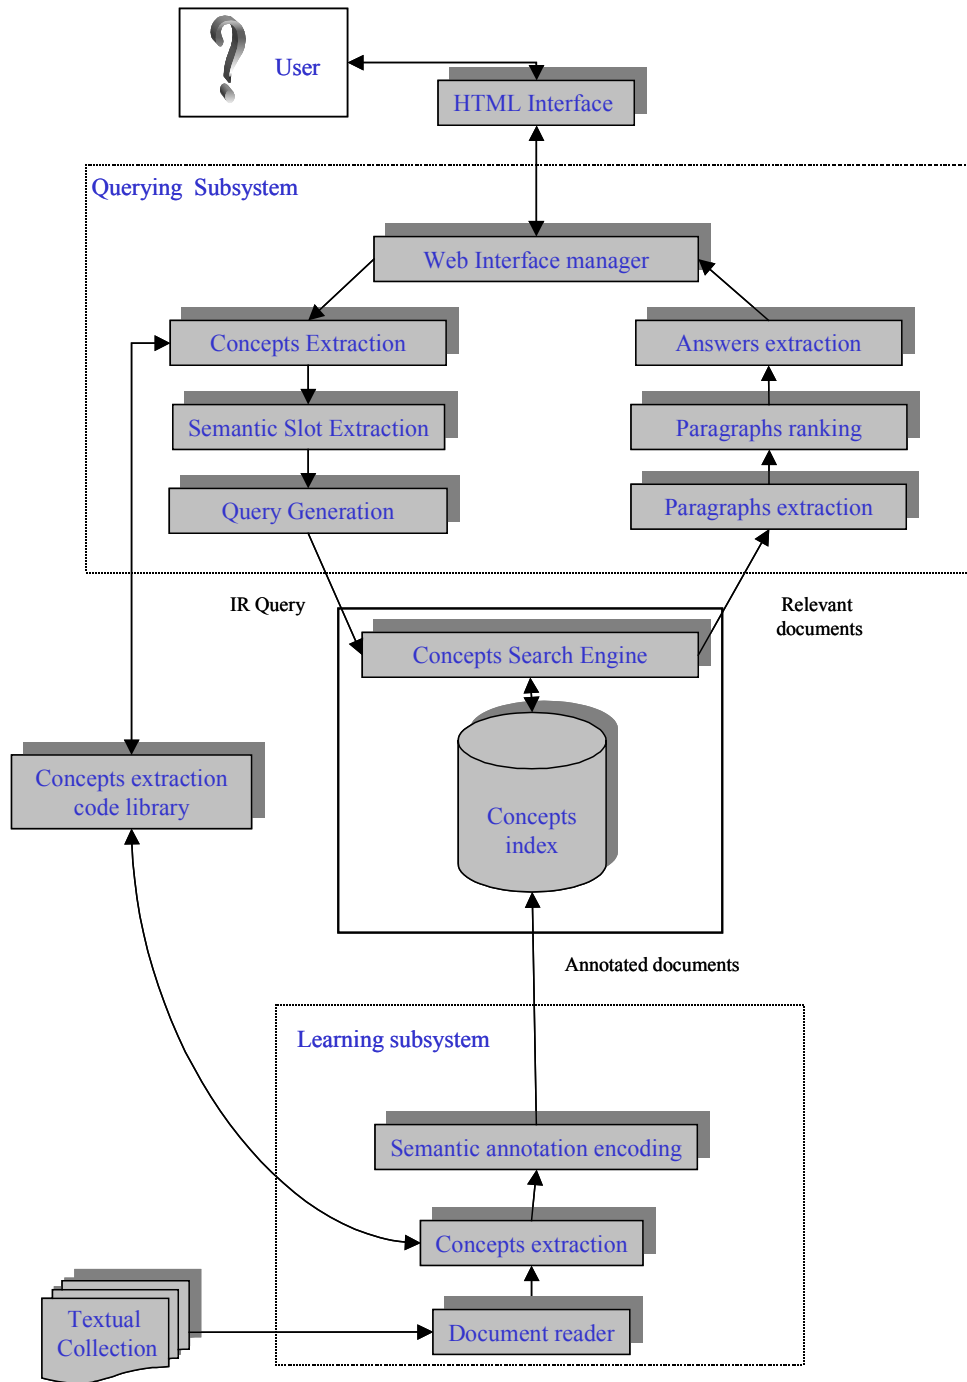 User
HTML Interface
Querying Subsystem
Web Interface manager
Concepts Extraction
Answers extraction
Semantic Slot Extraction
Paragraphs ranking
Query Generation
Paragraphs extraction
IR Query
Relevant
documents
Concepts Search Engine
Concepts extraction
code library
Concepts
index
Annotated documents
Learning subsystem
Semantic annotation encoding
Concepts extraction
Textual
Collection
Document reader